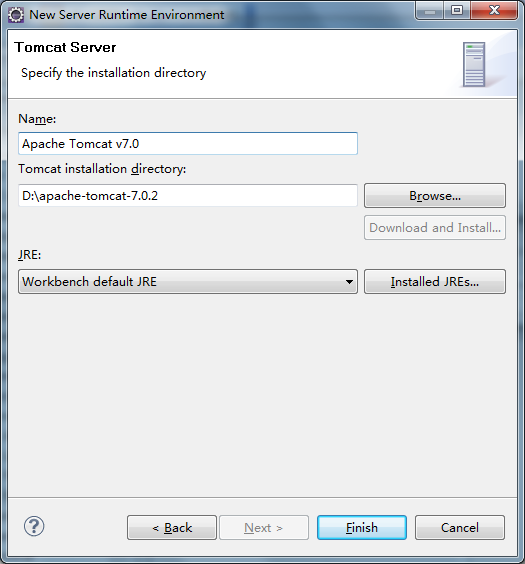 New Server Runtime Environment
Tomcat Server
Specify the installation directory
Name:
Apache Tomcat v7.0
Tomcat installation directory:
D:\apache-tomcat-7.0.2
Browse...
Download and Install...
JRE:
Workbench default JRE
Installed JREs...
?
< Back
Next >
Finish
Cancel